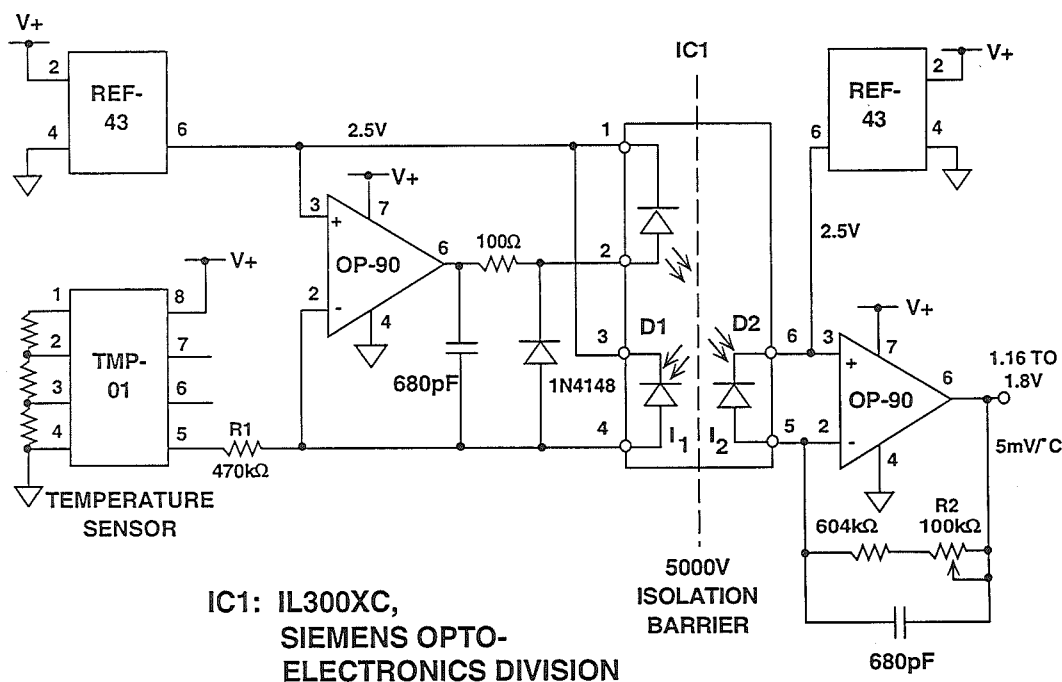 V+
2
REF-
43
4
6
2.5V
3
+
V+
7
OP-90
6
2
-
4
100Ω
680pF
1N4148
1
2
3
4
TMP-
01
8
V+
7
6
5
R1
470kΩ
TEMPERATURE
SENSOR
IC1
1
2
3
4
D1
D2
I1
I2
6
5
5000V
ISOLATION
BARRIER
REF-
43
2
V+
4
6
2.5V
V+
7
3
+
OP-90
2
-
4
6
1.16 TO
1.8V
5mV/°C
604kΩ
R2
100kΩ
680pF
IC1: IL300XC,
SIEMENS OPTO-
ELECTRONICS DIVISION